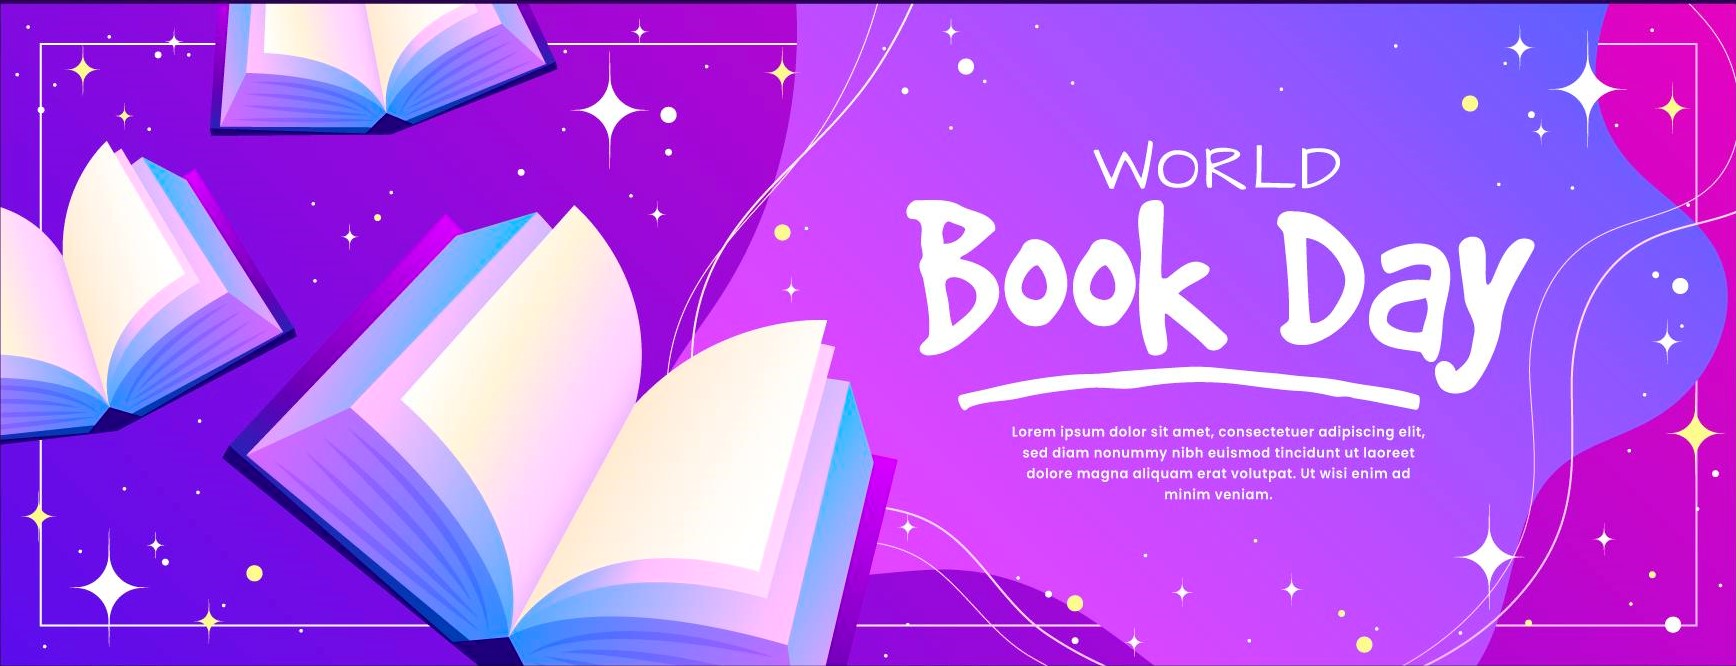 WORLD
Book Day
Lorem ipsum dolor sit amet, consectetuer adipiscing elit,
sed diam nonummy nibh euismod tincidunt ut laoreet
dolore magna aliquam erat volutpat. Ut wisi enim ad
minim veniam.